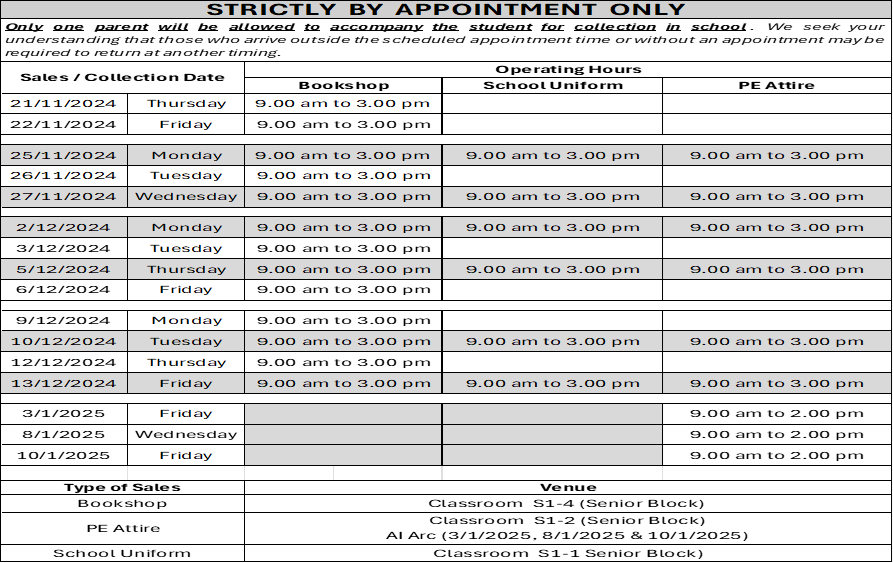 STRICTLY BY APPOINTMENT ONLY
Only one parent will be allowed to accompany the student for collection in school. We seek your
understanding that those who arrive outside the scheduled appointment time or without an appointment may be
required to return at another timing.
Sales / Collection Date Operating Hours
Bookshop School Uniform PE Attire
21/11/2024 Thursday 9.00 am to 3.00 pm
22/11/2024 Friday 9.00 am to 3.00 pm
25/11/2024 Monday 9.00 am to 3.00 pm 9.00 am to 3.00 pm 9.00 am to 3.00 pm
26/11/2024 Tuesday 9.00 am to 3.00 pm
27/11/2024 Wednesday 9.00 am to 3.00 pm 9.00 am to 3.00 pm 9.00 am to 3.00 pm
2/12/2024 Monday 9.00 am to 3.00 pm 9.00 am to 3.00 pm 9.00 am to 3.00 pm
3/12/2024 Tuesday 9.00 am to 3.00 pm
5/12/2024 Thursday 9.00 am to 3.00 pm 9.00 am to 3.00 pm 9.00 am to 3.00 pm
6/12/2024 Friday 9.00 am to 3.00 pm
9/12/2024 Monday 9.00 am to 3.00 pm
10/12/2024 Tuesday 9.00 am to 3.00 pm 9.00 am to 3.00 pm 9.00 am to 3.00 pm
12/12/2024 Thursday 9.00 am to 3.00 pm
13/12/2024 Friday 9.00 am to 3.00 pm 9.00 am to 3.00 pm 9.00 am to 3.00 pm
3/1/2025 Friday 9.00 am to 2.00 pm
8/1/2025 Wednesday 9.00 am to 2.00 pm
10/1/2025 Friday 9.00 am to 2.00 pm
Type of Sales Venue
Bookshop Classroom S1-4 (Senior Block)
PE Attire Classroom S1-2 (Senior Block)
AI Arc (3/1/2025, 8/1/2025 & 10/1/2025)
School Uniform Classroom S1-1 Senior Block)